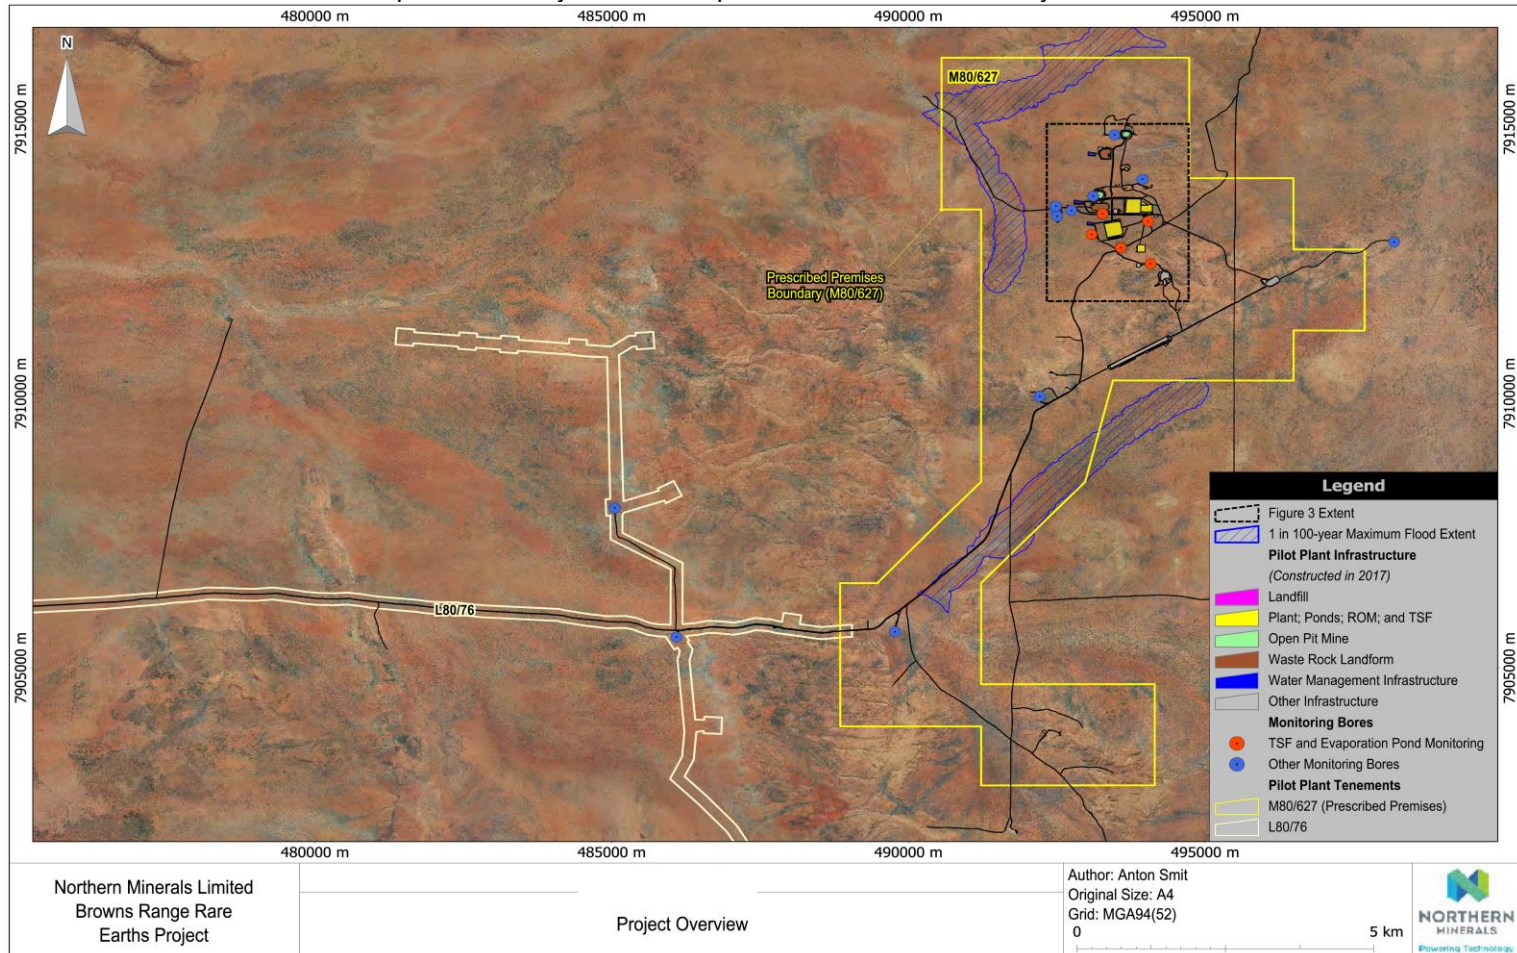 480000 m 485000 m 490000 m 495000 m
N
M80/627
7915000 m
7915000 m
Prescribed Premises
Boundary (M80/627)
7910000 m
7910000 m
L80/76
7905000 m
7905000 m
Legend
Figure 3 Extent
1 in 100-year Maximum Flood Extent
Pilot Plant Infrastructure
(Constructed in 2017)
Landfill
Plant; Ponds; ROM; and TSF
Open Pit Mine
Waste Rock Landform
Water Management Infrastructure
Other Infrastructure
Monitoring Bores
TSF and Evaporation Pond Monitoring
Other Monitoring Bores
Pilot Plant Tenements
M80/627 (Prescribed Premises)
L80/76
480000 m 485000 m 490000 m 495000 m
Northern Minerals Limited
Browns Range Rare
Earths Project
Project Overview
Author: Anton Smit
Original Size: A4
Grid: MGA94(52)
0 5 km
NORTHERN
MINERALS
Powering Technology.